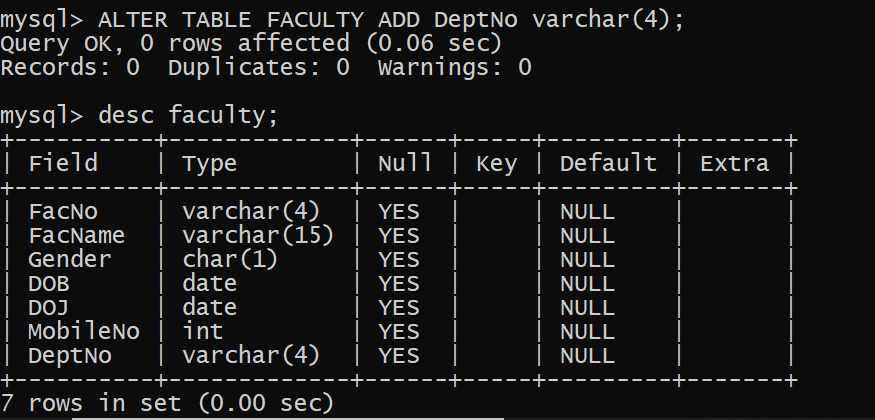 mysql> ALTER TABLE FACULTY ADD DeptNo varchar(4);
Query OK, 0 rows affected (0.06 sec)
Records: 0  Duplicates: 0  Warnings: 0

mysql> desc faculty;
+----------+-------------+------+-----+---------+-------+
| Field    | Type        | Null | Key | Default | Extra |
+----------+-------------+------+-----+---------+-------+
| FacNo    | varchar(4)  | YES  |     | NULL    |       |
| FacName  | varchar(15) | YES  |     | NULL    |       |
| Gender   | char(1)     | YES  |     | NULL    |       |
| DOB      | date        | YES  |     | NULL    |       |
| DOJ      | date        | YES  |     | NULL    |       |
| MobileNo | int         | YES  |     | NULL    |       |
| DeptNo   | varchar(4)  | YES  |     | NULL    |       |
+----------+-------------+------+-----+---------+-------+
7 rows in set (0.00 sec)